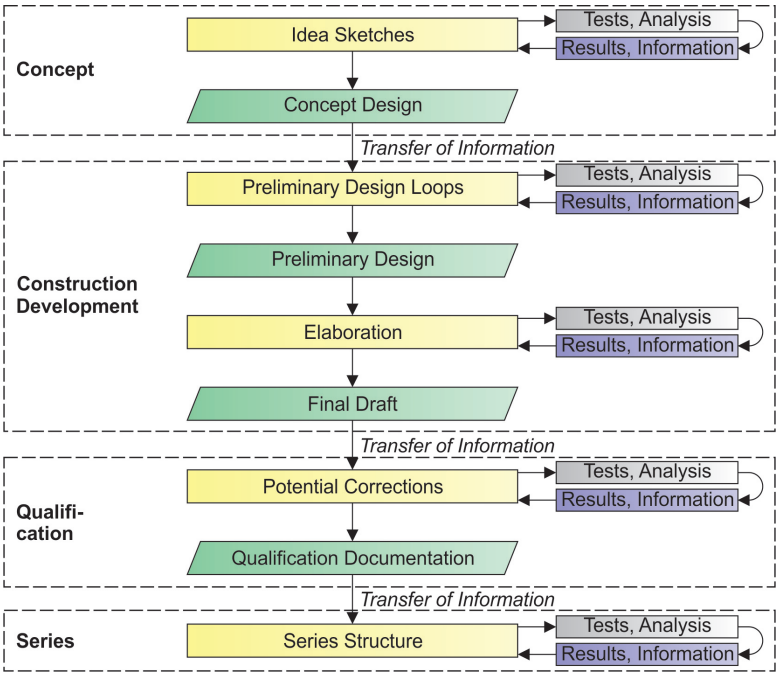 Idea Sketches
Tests, Analysis
Results, Information
Concept
Concept Design
Transfer of Information
Preliminary Design Loops
Tests, Analysis
Results, Information
Preliminary Design
Construction
Development
Elaboration
Tests, Analysis
Results, Information
Final Draft
Transfer of Information
Potential Corrections
Tests, Analysis
Results, Information
Qualifi-
cation
Qualification Documentation
Transfer of Information
Series
Series Structure
Tests, Analysis
Results, Information